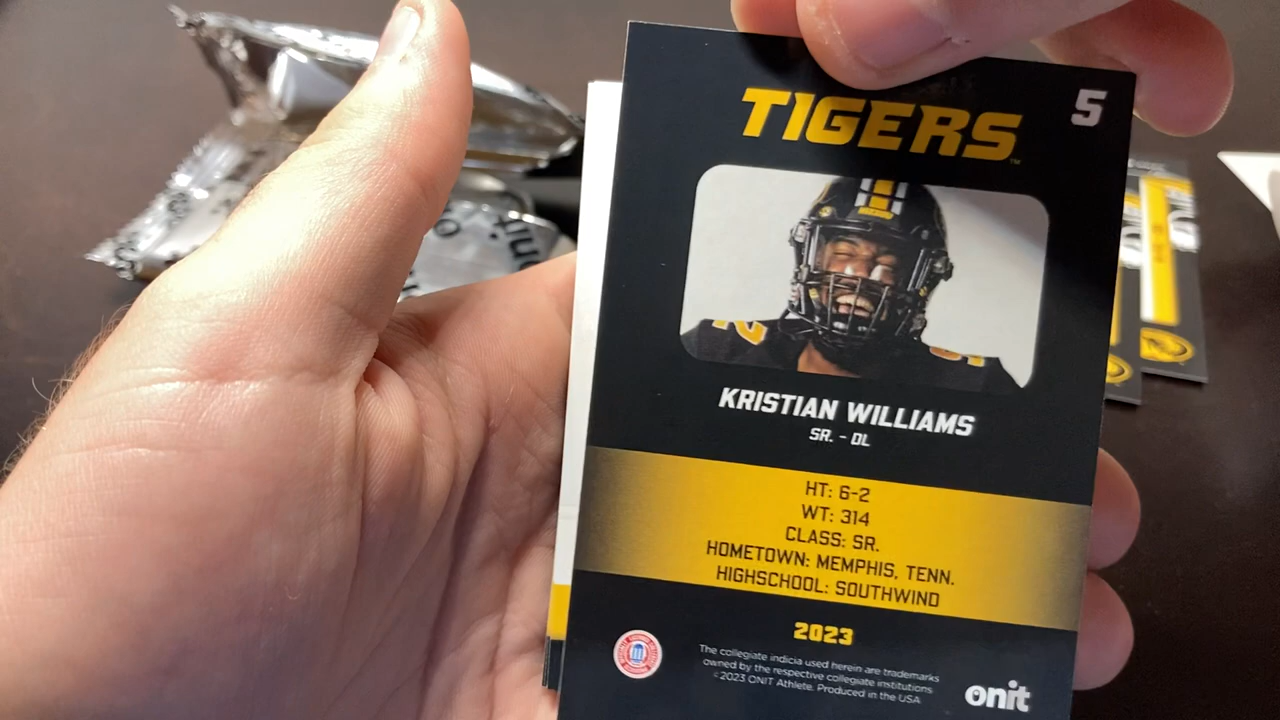 5
TIGERS™
KRISTIAN WILLIAMS
SR. - DL
HT: 6-2
WT: 314
CLASS: SR.
HOMETOWN: MEMPHIS, TENN.
HIGHSCHOOL: SOUTHWIND
2023
The collegiate indicia used herein are trademarks
owned by the respective collegiate institutions
©2023 ONIT Athlete. Produced in the USA
onit